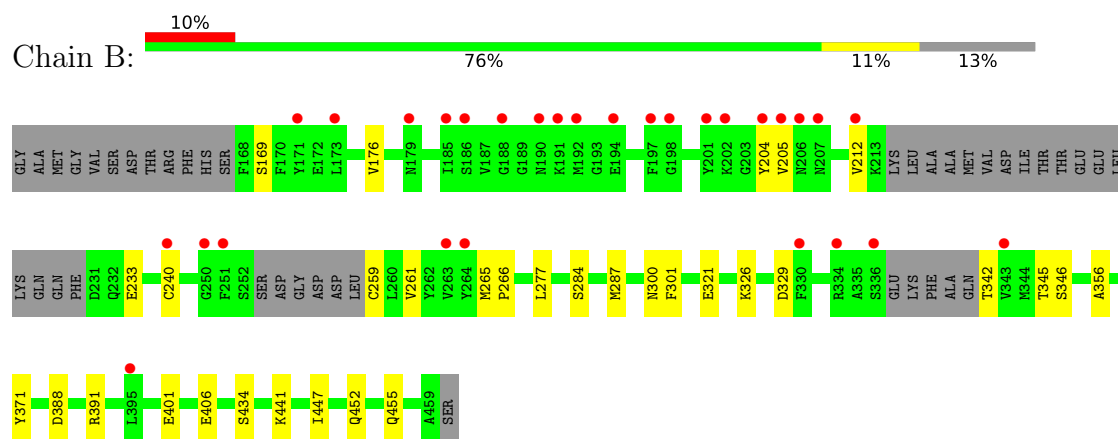 10%
Chain B:
76% 11% 13%
GLY ALA MET GLY VAL SER ASP THR ARG PHE HIS SER F168 S169 F170 Y171 E172 L173 V176 N179 I185 S186 V187 G188 G189 N190 K191 M192 G193 E194 F197 G198 Y201 K202 G203 Y204 V205 N206 N207 V212 K213 LYS LEU ALA ALA MET VAL ASP ILE THR THR GLU GLU LEU
LYS GLN GLN PHE D231 Q232 E233 C240 G250 F251 S252 SER ASP GLY ASP ASP LEU C259 L260 V261 Y262 V263 Y264 M265 P266 L277 S284 M287 N300 F301 E321 K326 D329 F330 R334 A335 S336 GLU LYS PHE ALA GLN T342 V343 M344 T345 S346 A356
Y371 D388 R391 L395 E401 E406 S434 K441 I447 Q452 Q455 A459 SER